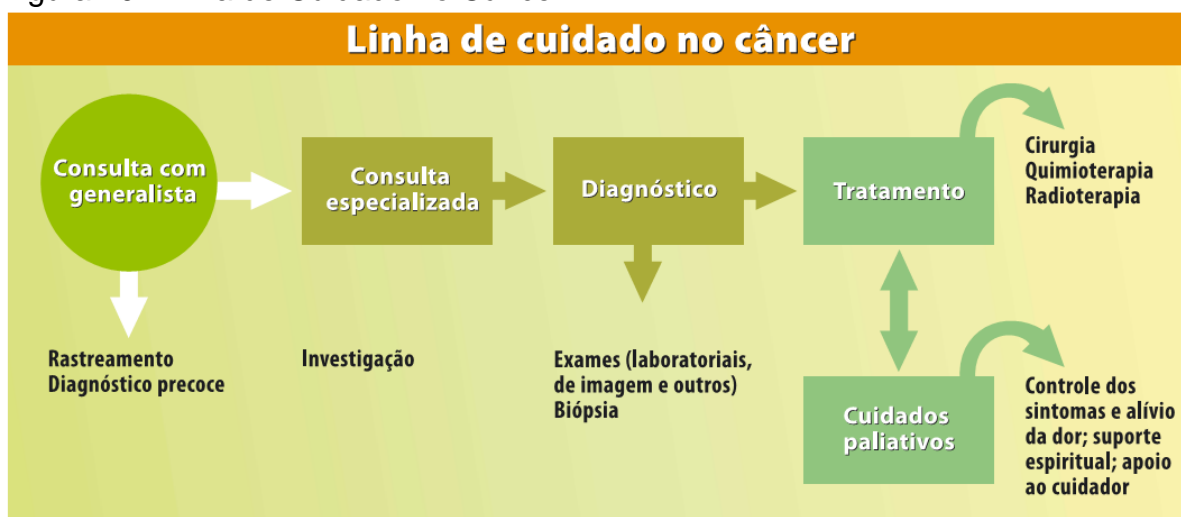 Linha de cuidado no câncer
Consulta com
generalista
Consulta
especializada
Diagnóstico
Tratamento
Cirurgia
Quimioterapia
Radioterapia
Rastreamento
Diagnóstico precoce
Investigação
Exames (laboratoriais,
de imagem e outros)
Biópsia
Cuidados
paliativos
Controle dos
sintomas e alívio
da dor; suporte
espiritual; apoio
ao cuidador